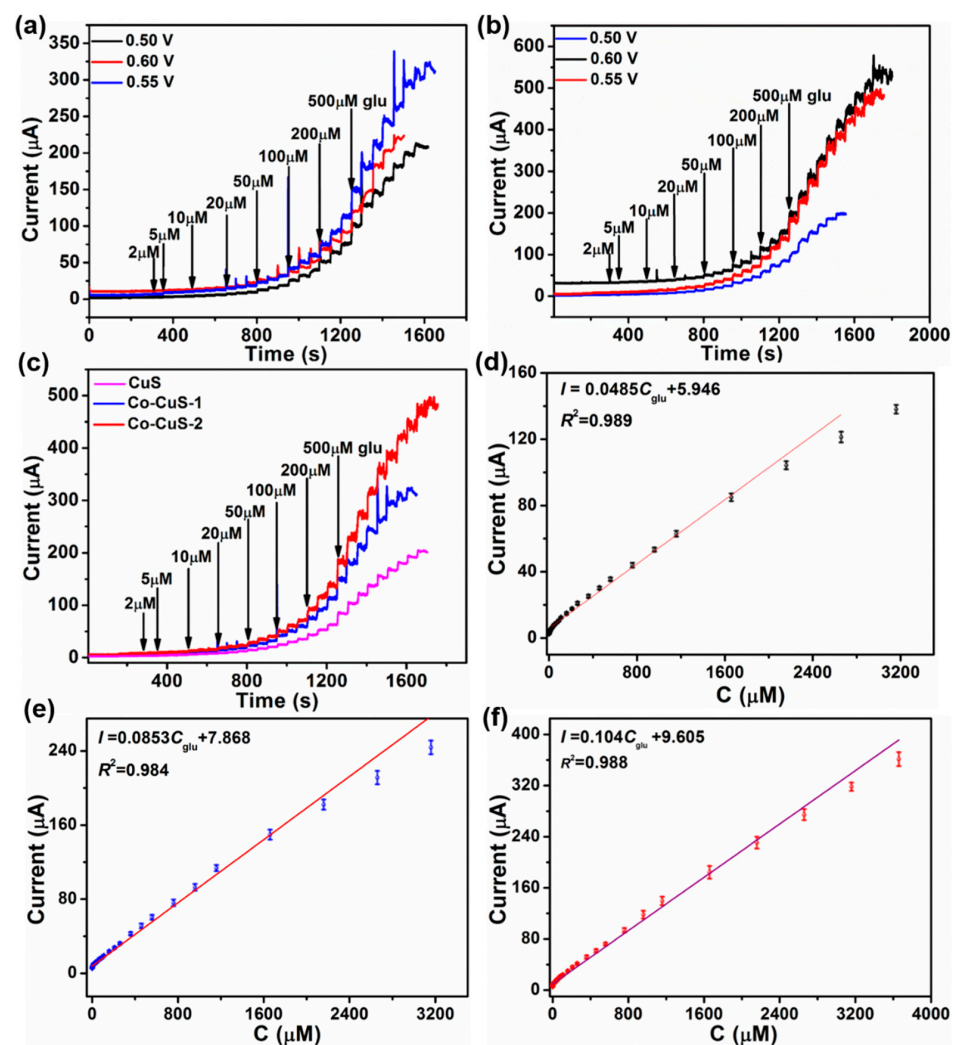 (a)
350
300
250
200
150
100
50
0
Current (μA)
0.50 V
0.60 V
0.55 V
2μM
5μM
10μM
20μM
50μM
100μM
200μM
500μM glu
0 400 800 1200 1600
Time (s)
(b)
600
500
400
300
200
100
0
Current (μA)
0.50 V
0.60 V
0.55 V
2μM
5μM
10μM
20μM
50μM
100μM
200μM
500μM glu
400 800 1200 1600 2000
Time (s)
(c)
500
400
300
200
100
0
Current (μA)
CuS
Co-CuS-1
Co-CuS-2
2μM
5μM
10μM
20μM
50μM
100μM
200μM
500μM glu
400 800 1200 1600
Time (s)
(d)
160
120
80
40
0
Current (μA)
I = 0.0485Cglu+5.946
R²=0.989
0 800 1600 2400 3200
C (μM)
(e)
240
160
80
0
Current (μA)
I =0.0853Cglu+7.868
R²=0.984
0 800 1600 2400 3200
C (μM)
(f)
400
320
240
160
80
0
Current (μA)
I =0.104Cglu+9.605
R²=0.988
0 800 1600 2400 3200 4000
C (μM)